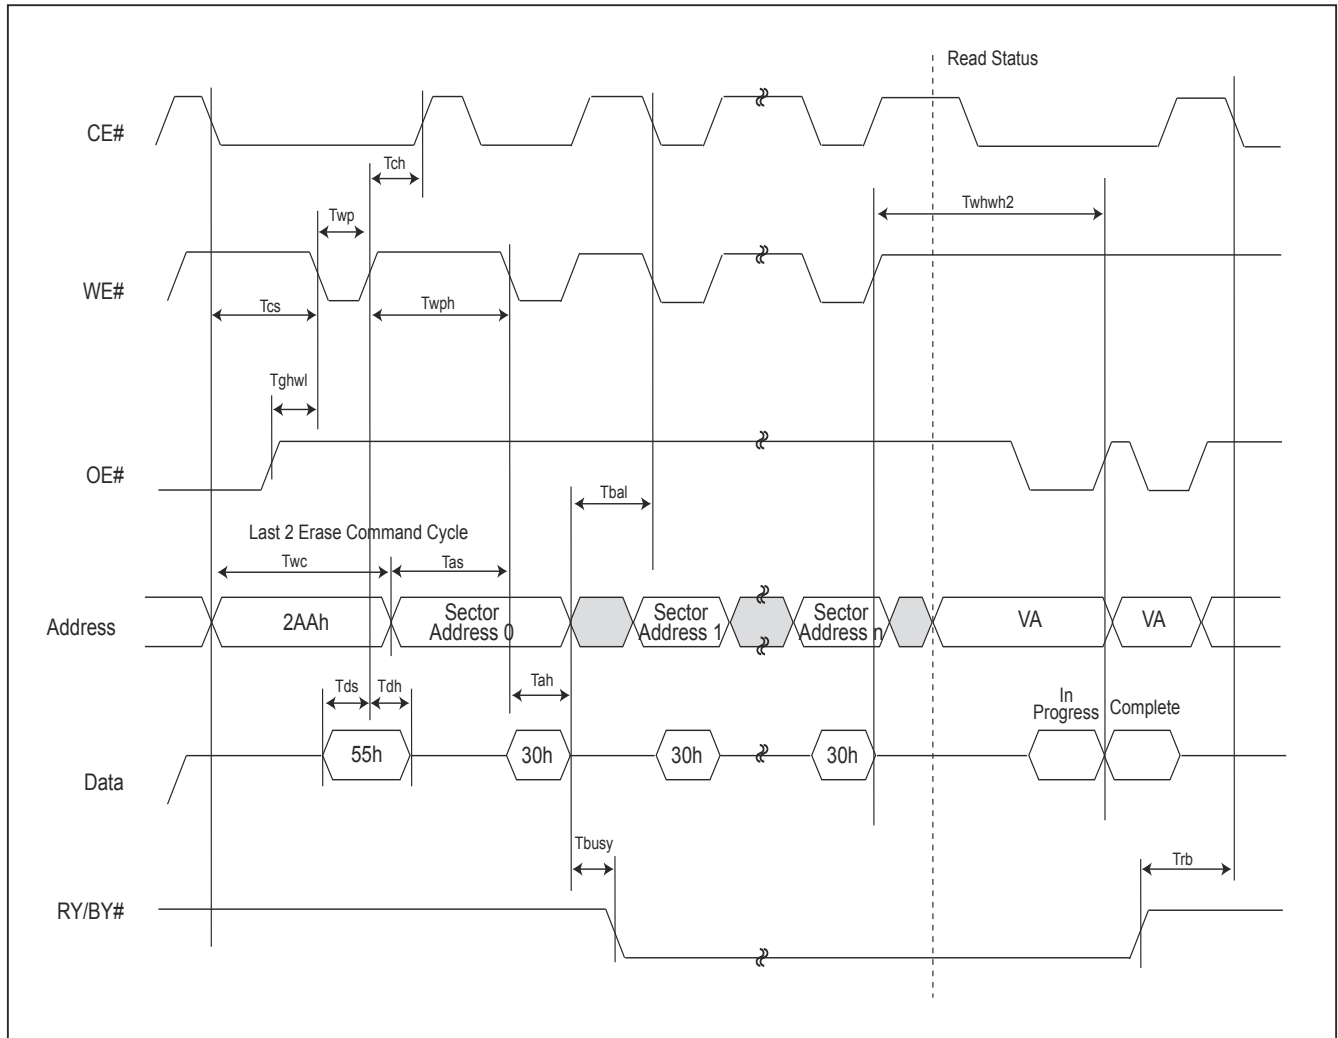 Read Status
CE#
Tch
Twhwh2
Twp
WE#
Tcs
Twph
Tghwl
OE#
Tbal
Last 2 Erase Command Cycle
Twc
Tas
Address
2AAh
Sector
Address 0
Sector
Address 1
Sector
Address n
VA
VA
Tds
Tdh
Tah
In
Progress
Complete
Data
55h
30h
30h
30h
Tbusy
Trb
RY/BY#